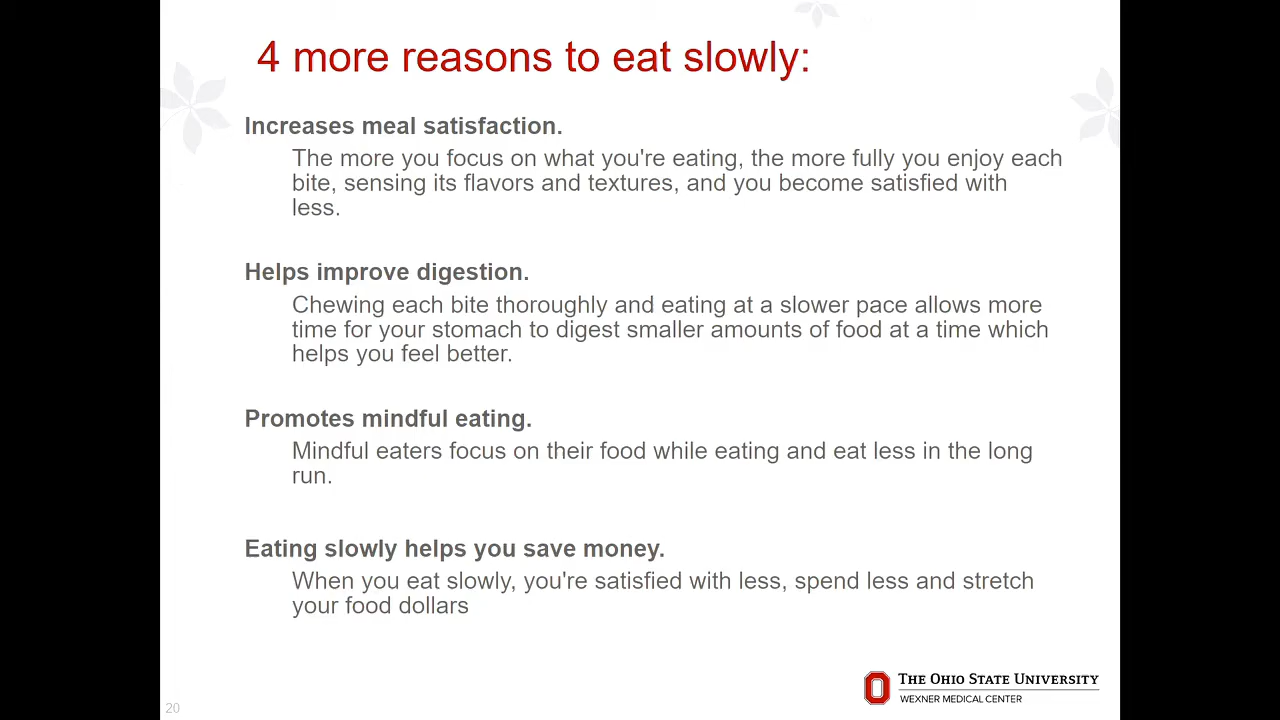 4 more reasons to eat slowly:
Increases meal satisfaction.
The more you focus on what you're eating, the more fully you enjoy each
bite, sensing its flavors and textures, and you become satisfied with
less.
Helps improve digestion.
Chewing each bite thoroughly and eating at a slower pace allows more
time for your stomach to digest smaller amounts of food at a time which
helps you feel better.
Promotes mindful eating.
Mindful eaters focus on their food while eating and eat less in the long
run.
Eating slowly helps you save money.
When you eat slowly, you're satisfied with less, spend less and stretch
your food dollars
THE OHIO STATE UNIVERSITY
WEXNER MEDICAL CENTER
20